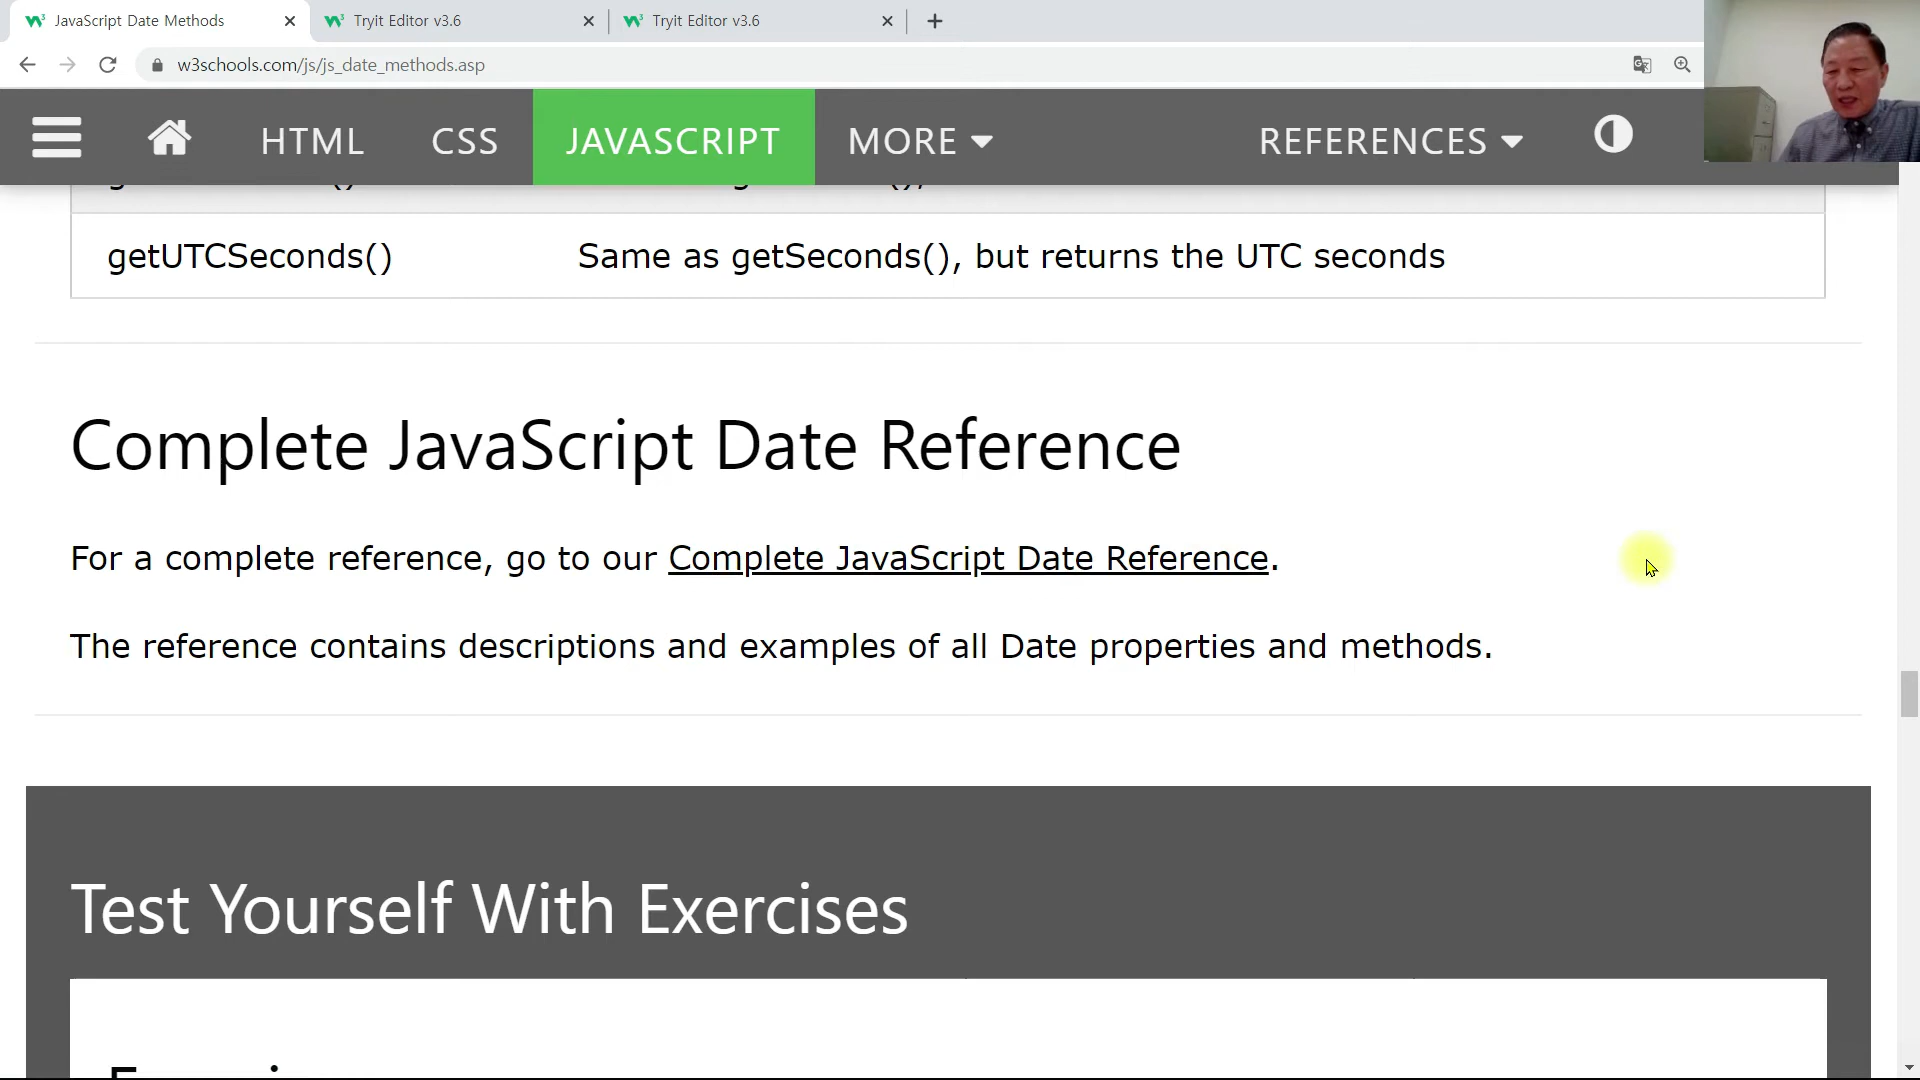 JavaScript Date Methods
Tryit Editor v3.6
Tryit Editor v3.6
w3schools.com/js/js_date_methods.asp
HTML
CSS
JAVASCRIPT
MORE
REFERENCES
getUTCSeconds() Same as getSeconds(), but returns the UTC seconds
Complete JavaScript Date Reference
For a complete reference, go to our Complete JavaScript Date Reference.
The reference contains descriptions and examples of all Date properties and methods.
Test Yourself With Exercises